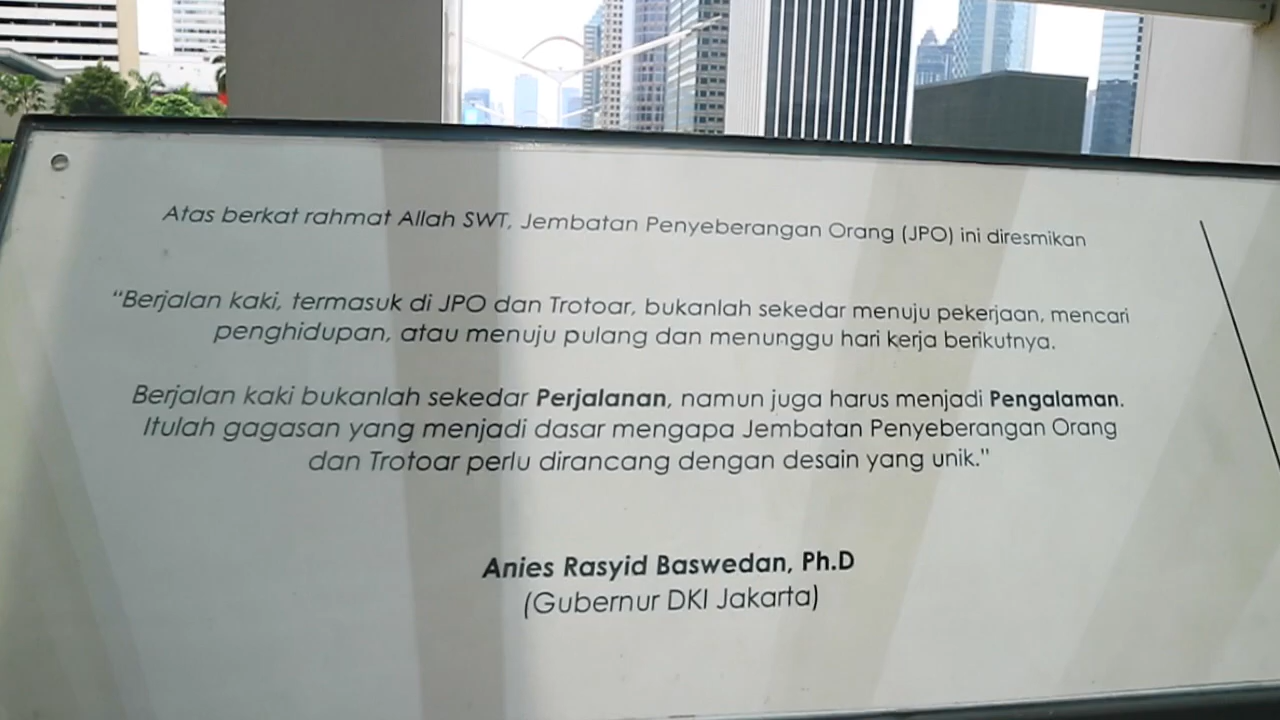 Atas berkat rahmat Allah SWT, Jembatan Penyeberangan Orang (JPO) ini diresmikan
“Berjalan kaki, termasuk di JPO dan Trotoar, bukanlah sekedar menuju pekerjaan, mencari
penghidupan, atau menuju pulang dan menunggu hari kerja berikutnya.
Berjalan kaki bukanlah sekedar Perjalanan, namun juga harus menjadi Pengalaman.
Itulah gagasan yang menjadi dasar mengapa Jembatan Penyeberangan Orang
dan Trotoar perlu dirancang dengan desain yang unik.”
Anies Rasyid Baswedan, Ph.D
(Gubernur DKI Jakarta)